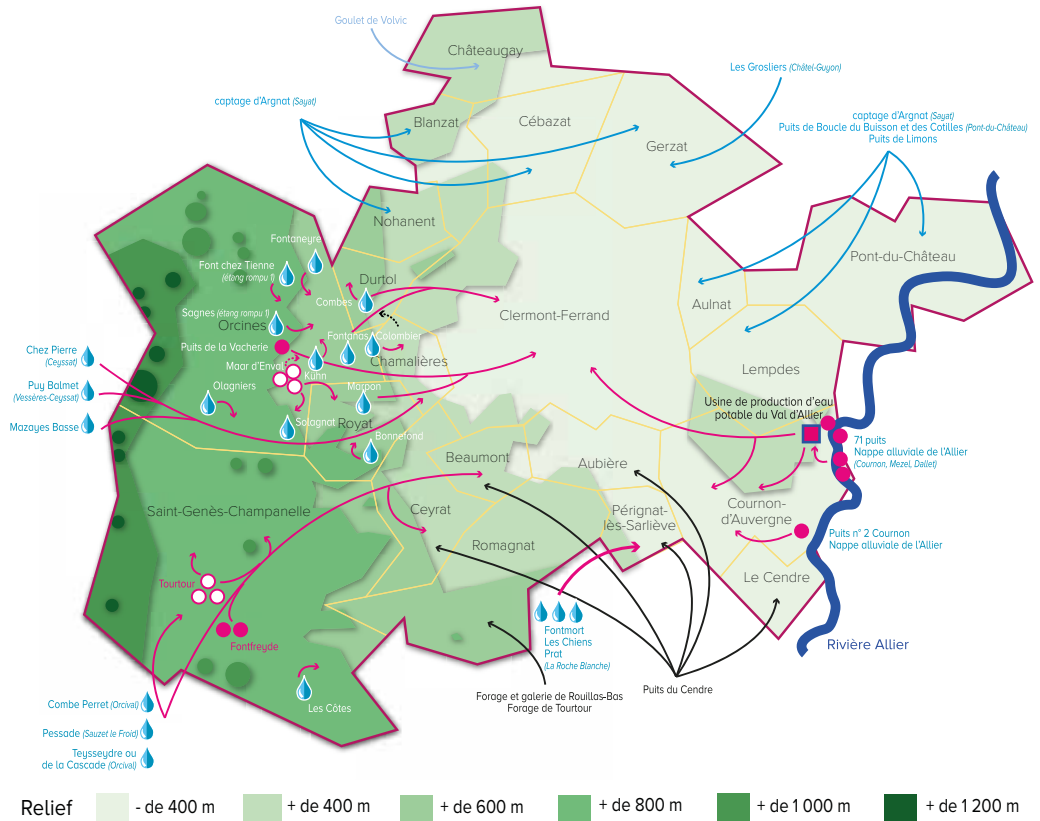 Goulet de Volvic
Châteaugay
Les Grosliers (Châtel-Guyon)
captage d'Argnat (Sayat)
Blanzat
Cébazat
Gerzat
captage d'Argnat (Sayat)
Puits de Boucle du Buisson et des Cotilles (Pont-du-Château)
Puits de Limons
Nohanent
Fontaneyre
Pont-du-Château
Font chez Tienne
(étang rompu 1)
Durtol
Combes
Aulnat
Sagnes (étang rompu 1)
Orcines
Clermont-Ferrand
Fontanas
Colombier
Puits de la Vacherie
Chamalières
Chez Pierre
(Ceyssat)
Maar d'Enval
Kuhn
Lempdes
Puy Balmet
(Vessères-Ceyssat)
Olagniers
Marpon
Usine de production d'eau
potable du Val d'Allier
Mazayes Basse
Solagnat
Royat
Bonnefond
71 puits
Nappe alluviale de l'Allier
(Cournon, Mezel, Dallet)
Beaumont
Aubière
Saint-Genès-Champanelle
Ceyrat
Pérignat-
lès-Sarliève
Cournon-
d'Auvergne
Romagnat
Puits n° 2 Cournon
Nappe alluviale de l'Allier
Tourtour
Le Cendre
Fontfreyde
Fontmort
Les Chiens
Prat
(La Roche Blanche)
Rivière Allier
Combe Perret (Orcival)
Les Côtes
Forage et galerie de Rouillas-Bas
Forage de Tourtour
Puits du Cendre
Pessade (Sauzet le Froid)
Teysseydre ou
de la Cascade (Orcival)
Relief
- de 400 m
+ de 400 m
+ de 600 m
+ de 800 m
+ de 1 000 m
+ de 1 200 m